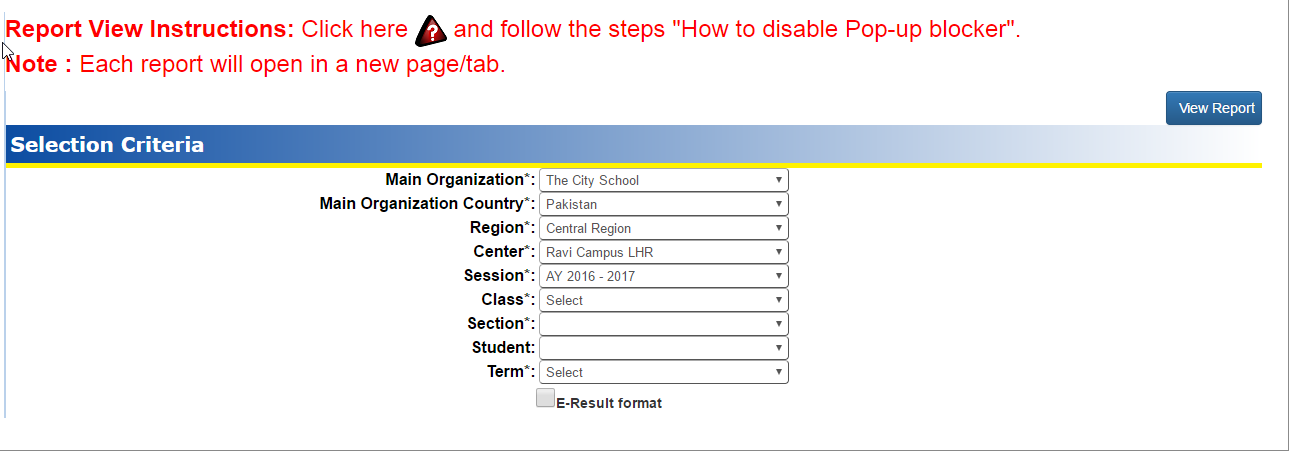 Report View Instructions: Click here ? and follow the steps "How to disable Pop-up blocker".
Note : Each report will open in a new page/tab.
View Report
Selection Criteria
Main Organization*: The City School
Main Organization Country*: Pakistan
Region*: Central Region
Center*: Ravi Campus LHR
Session*: AY 2016 - 2017
Class*: Select
Section*:
Student:
Term*: Select
E-Result format